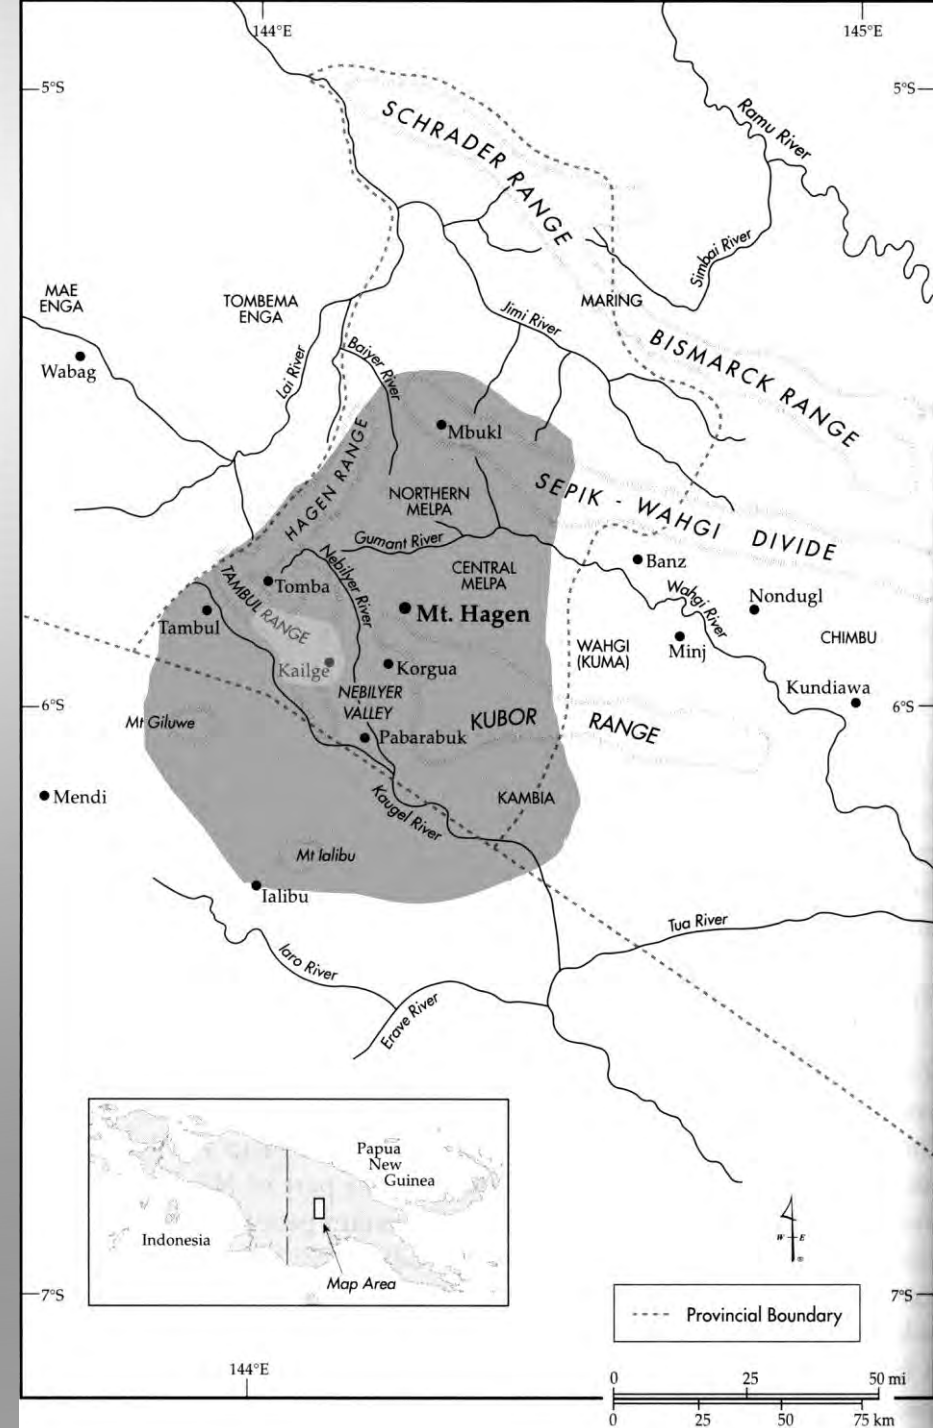 144°E
145°E
5°S
5°S
SCHRADER RANGE
Ramu River
Simbai River
MAE
ENGA
TOMBEMA
ENGA
MARING
Jimi River
Wabag
Lai River
Baiyer River
BISMARCK RANGE
Mbukl
HAGEN RANGE
NORTHERN
MELPA
SEPIK - WAHGI DIVIDE
Gumant River
Nebilyer River
CENTRAL
MELPA
Banz
Tomba
TAMBUL RANGE
Wahgi River
Nondugl
Mt. Hagen
Tambul
Minj
CHIMBU
WAHGI
(KUMA)
Kailge
Korgua
Kundiawa
NEBILYER
VALLEY
6°S
6°S
Mt Giluwe
KUBOR RANGE
Pabarabuk
Mendi
Kaugel River
KAMBIA
Mt Ialibu
Ialibu
Tua River
Iaro River
Erave River
Papua
New
Guinea
Indonesia
Map Area
W E
7°S
7°S
Provincial Boundary
144°E
0 25 50 mi
0 25 50 75 km